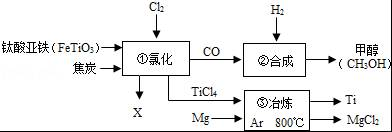 Cl₂
H₂
钛酸亚铁(FeTiO₃)
焦炭
①氯化
CO
②合成
甲醇
(CH₃OH)
X
TiCl₄
Mg
③冶炼
Ar 800℃
Ti
MgCl₂